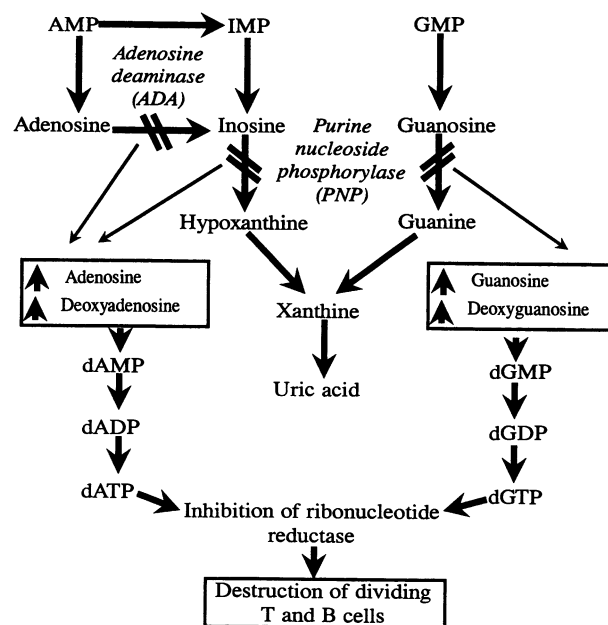 AMP
IMP
GMP
Adenosine
deaminase
(ADA)
Adenosine
Inosine
Purine
nucleoside
phosphorylase
(PNP)
Guanosine
Hypoxanthine
Guanine
Adenosine
Deoxyadenosine
Xanthine
Guanosine
Deoxyguanosine
dAMP
Uric acid
dGMP
dADP
dGDP
dATP
dGTP
Inhibition of ribonucleotide
reductase
Destruction of dividing
T and B cells